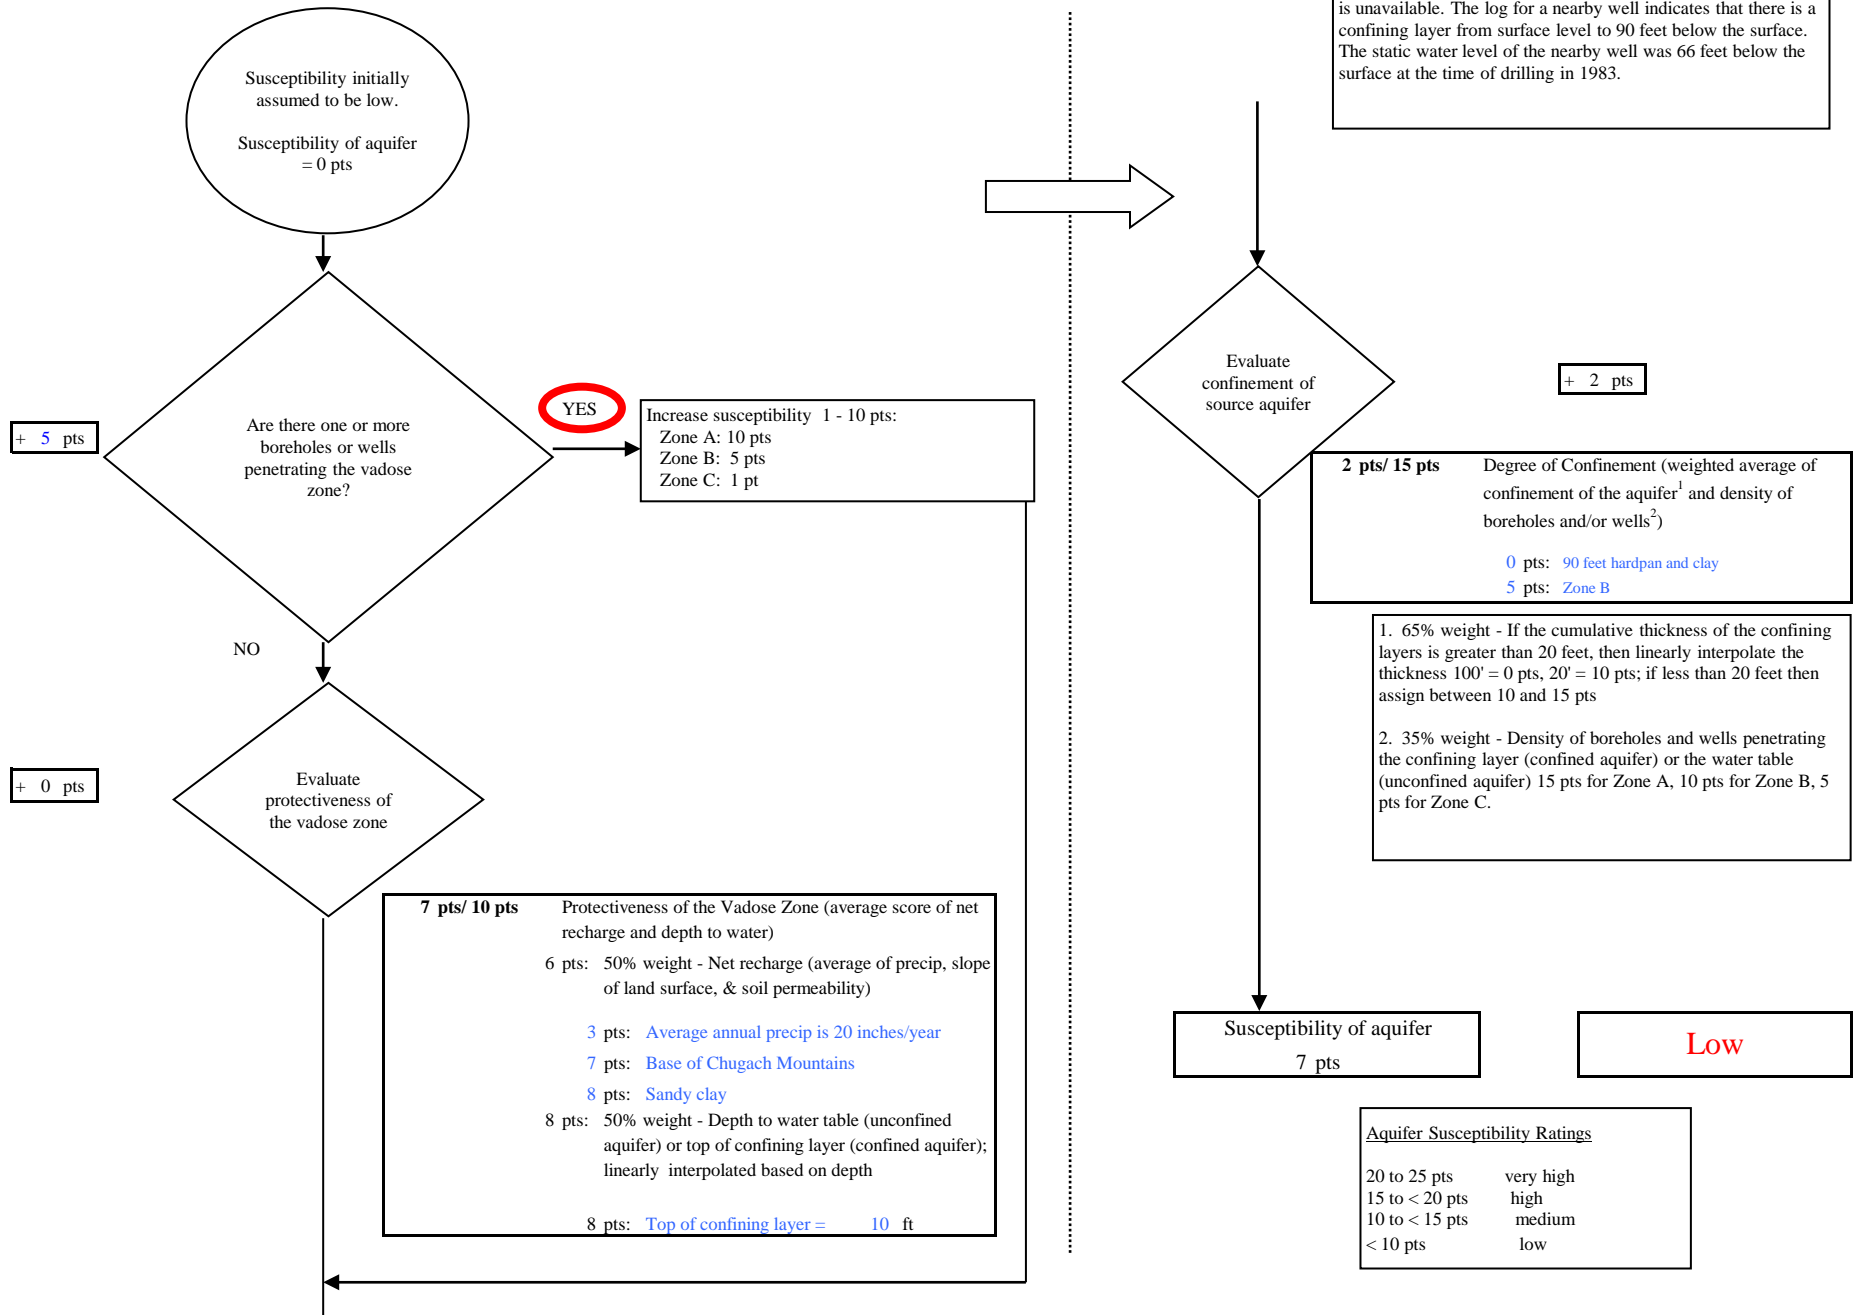 Susceptibility initially
assumed to be low.
Susceptibility of aquifer
= 0 pts
+ 5 pts
Are there one or more
boreholes or wells
penetrating the vadose
zone?
YES
Increase susceptibility 1 - 10 pts:
Zone A: 10 pts
Zone B: 5 pts
Zone C: 1 pt
NO
+ 0 pts
Evaluate
protectiveness of
the vadose zone
7 pts/ 10 pts Protectiveness of the Vadose Zone (average score of net
recharge and depth to water)
6 pts: 50% weight - Net recharge (average of precip, slope
of land surface, & soil permeability)
3 pts: Average annual precip is 20 inches/year
7 pts: Base of Chugach Mountains
8 pts: Sandy clay
8 pts: 50% weight - Depth to water table (unconfined
aquifer) or top of confining layer (confined aquifer);
linearly interpolated based on depth
8 pts: Top of confining layer = 10 ft
is unavailable. The log for a nearby well indicates that there is a
confining layer from surface level to 90 feet below the surface.
The static water level of the nearby well was 66 feet below the
surface at the time of drilling in 1983.
Evaluate
confinement of
source aquifer
+ 2 pts
2 pts/ 15 pts Degree of Confinement (weighted average of
confinement of the aquifer1 and density of
boreholes and/or wells2)
0 pts: 90 feet hardpan and clay
5 pts: Zone B
1. 65% weight - If the cumulative thickness of the confining
layers is greater than 20 feet, then linearly interpolate the
thickness 100' = 0 pts, 20' = 10 pts; if less than 20 feet then
assign between 10 and 15 pts
2. 35% weight - Density of boreholes and wells penetrating
the confining layer (confined aquifer) or the water table
(unconfined aquifer) 15 pts for Zone A, 10 pts for Zone B, 5
pts for Zone C.
Susceptibility of aquifer
7 pts
Low
Aquifer Susceptibility Ratings
20 to 25 pts very high
15 to < 20 pts high
10 to < 15 pts medium
< 10 pts low